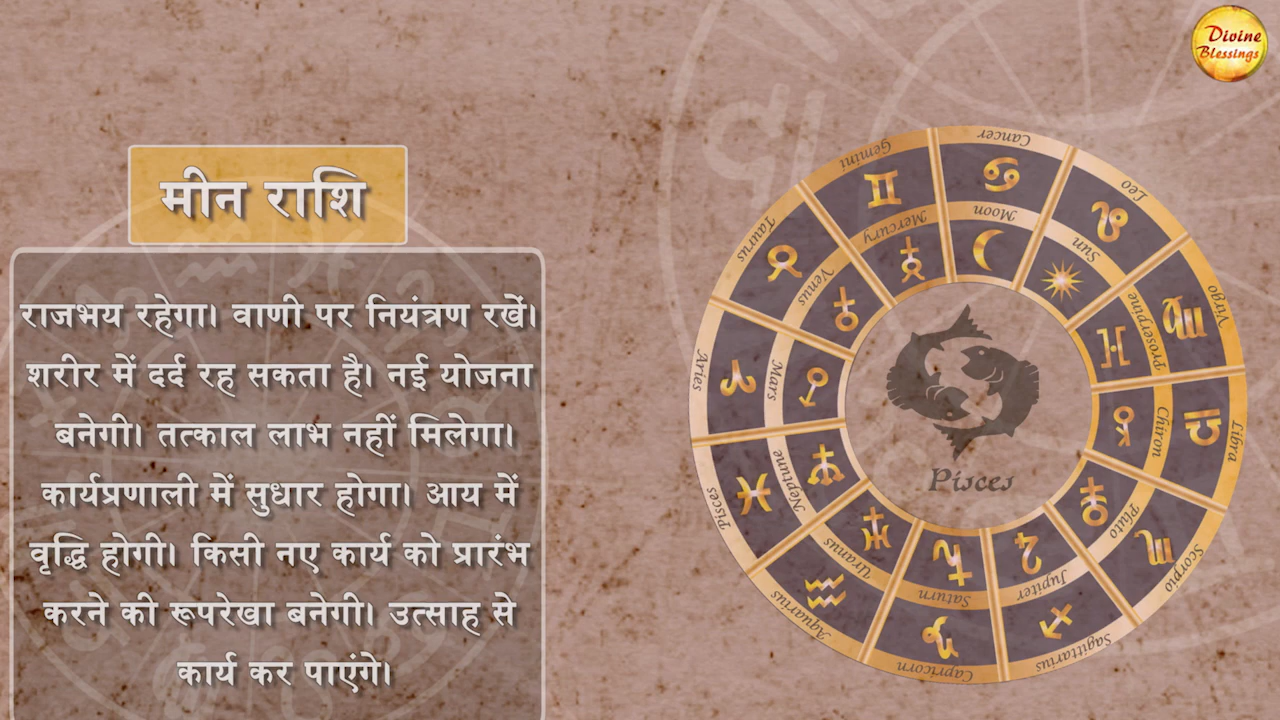 Divine
Blessings
मीन राशि
राजभय रहेगा। वाणी पर नियंत्रण रखें।
शरीर में दर्द रह सकता है। नई योजना
बनेगी। तत्काल लाभ नहीं मिलेगा।
कार्यप्रणाली में सुधार होगा। आय में
वृद्धि होगी। किसी नए कार्य को प्रारंभ
करने की रूपरेखा बनेगी। उत्साह से
कार्य कर पाएंगे।
Cancer
Leo
Virgo
Libra
Scorpio
Sagittarius
Capricorn
Aquarius
Pisces
Aries
Taurus
Gemini
Moon
Sun
Proserpine
Chiron
Pluto
Jupiter
Saturn
Uranus
Neptune
Mars
Venus
Mercury
Pisces